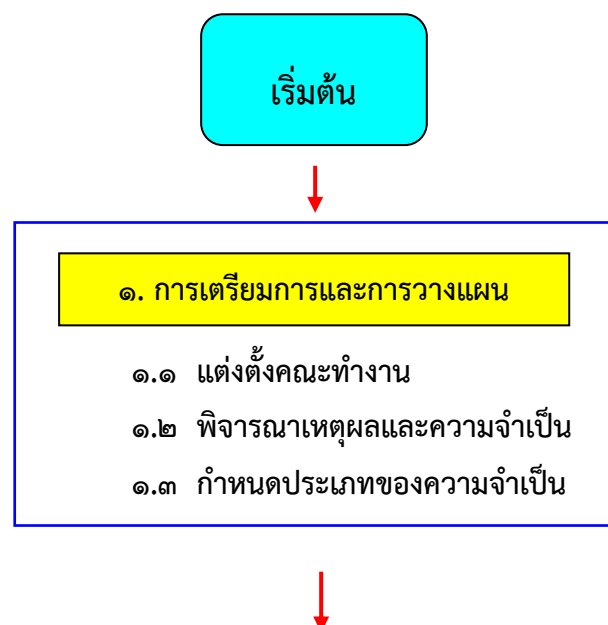 เริ่มต้น
๑. การเตรียมการและการวางแผน
๑.๑ แต่งตั้งคณะทำงาน
๑.๒ พิจารณาเหตุผลและความจำเป็น
๑.๓ กำหนดประเภทของความจำเป็น